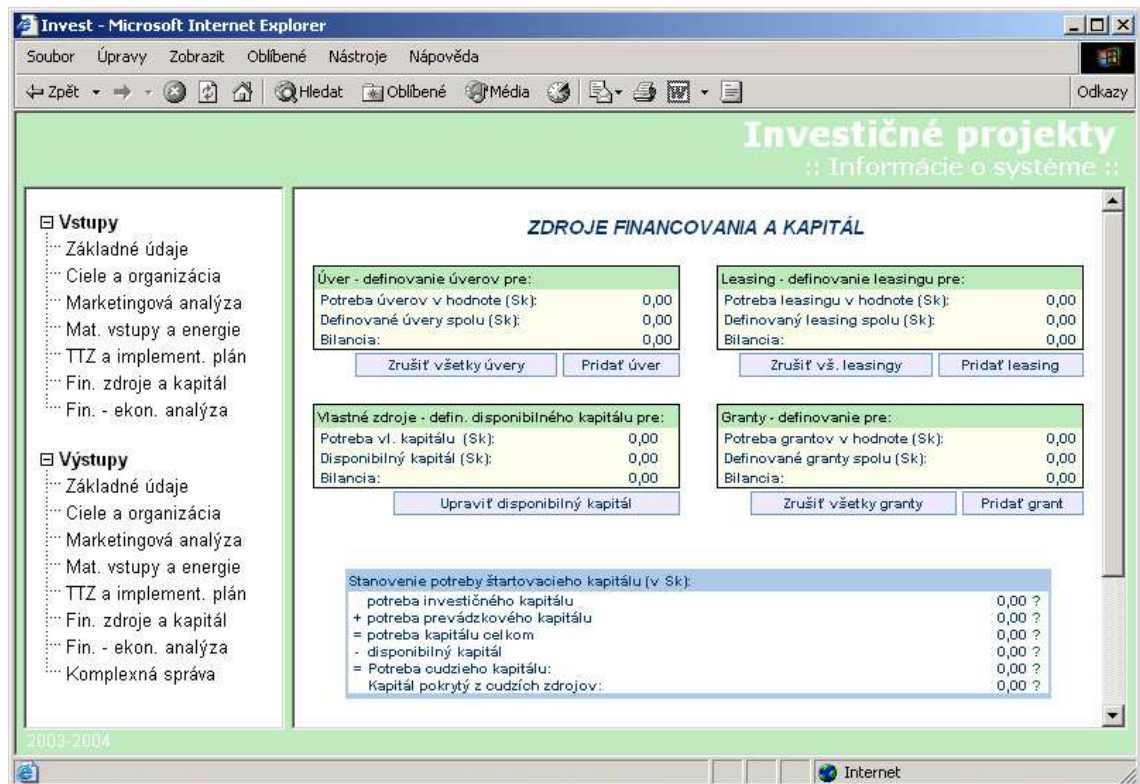 Invest - Microsoft Internet Explorer
Soubor Úpravy Zobrazit Oblíbené Nástroje Nápověda
Zpět Hledat Oblíbené Média Odkazy
Investičné projekty
:: Informácie o systéme ::
Vstupy
Základné údaje
Ciele a organizácia
Marketingová analýza
Mat. vstupy a energie
TTZ a implement. plán
Fin. zdroje a kapitál
Fin. - ekon. analýza
Výstupy
Základné údaje
Ciele a organizácia
Marketingová analýza
Mat. vstupy a energie
TTZ a implement. plán
Fin. zdroje a kapitál
Fin. - ekon. analýza
Komplexná správa
ZDROJE FINANCOVANIA A KAPITÁL
Úver - definovanie úverov pre:
Potreba úverov v hodnote (Sk): 0,00
Definované úvery spolu (Sk): 0,00
Bilancia: 0,00
Zrušiť všetky úvery Pridať úver
Leasing - definovanie leasingu pre:
Potreba leasingu v hodnote (Sk): 0,00
Definovaný leasing spolu (Sk): 0,00
Bilancia: 0,00
Zrušiť vš. leasingy Pridať leasing
Vlastné zdroje - defin. disponibilného kapitálu pre:
Potreba vl. kapitálu (Sk): 0,00
Disponibilný kapitál (Sk): 0,00
Bilancia: 0,00
Upraviť disponibilný kapitál
Granty - definovanie pre:
Potreba grantov v hodnote (Sk): 0,00
Definované granty spolu (Sk): 0,00
Bilancia: 0,00
Zrušiť všetky granty Pridať grant
Stanovenie potreby štartovacieho kapitálu (v Sk):
potreba investičného kapitálu 0,00 ?
+ potreba prevádzkového kapitálu 0,00 ?
= potreba kapitálu celkom 0,00 ?
- disponibilný kapitál 0,00 ?
= Potreba cudzieho kapitálu: 0,00 ?
Kapitál pokrytý z cudzích zdrojov: 0,00 ?
2003-2004
Internet